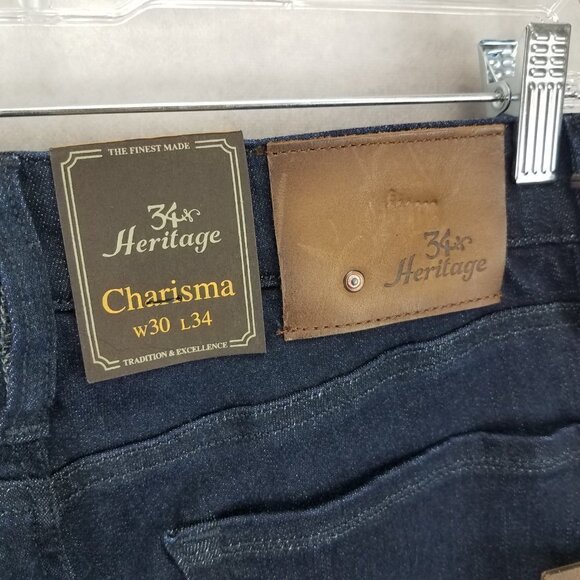 THE FINEST MADE
34
Heritage
Charisma
W30 L34
TRADITION & EXCELLENCE
34
Heritage